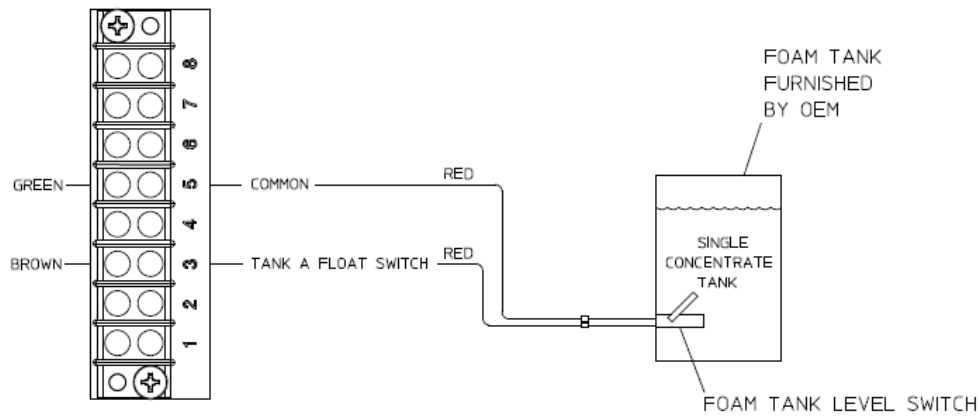 8
7
6
GREEN
5
COMMON
RED
4
BROWN
3
TANK A FLOAT SWITCH
RED
2
1
FOAM TANK
FURNISHED
BY OEM
SINGLE
CONCENTRATE
TANK
FOAM TANK LEVEL SWITCH